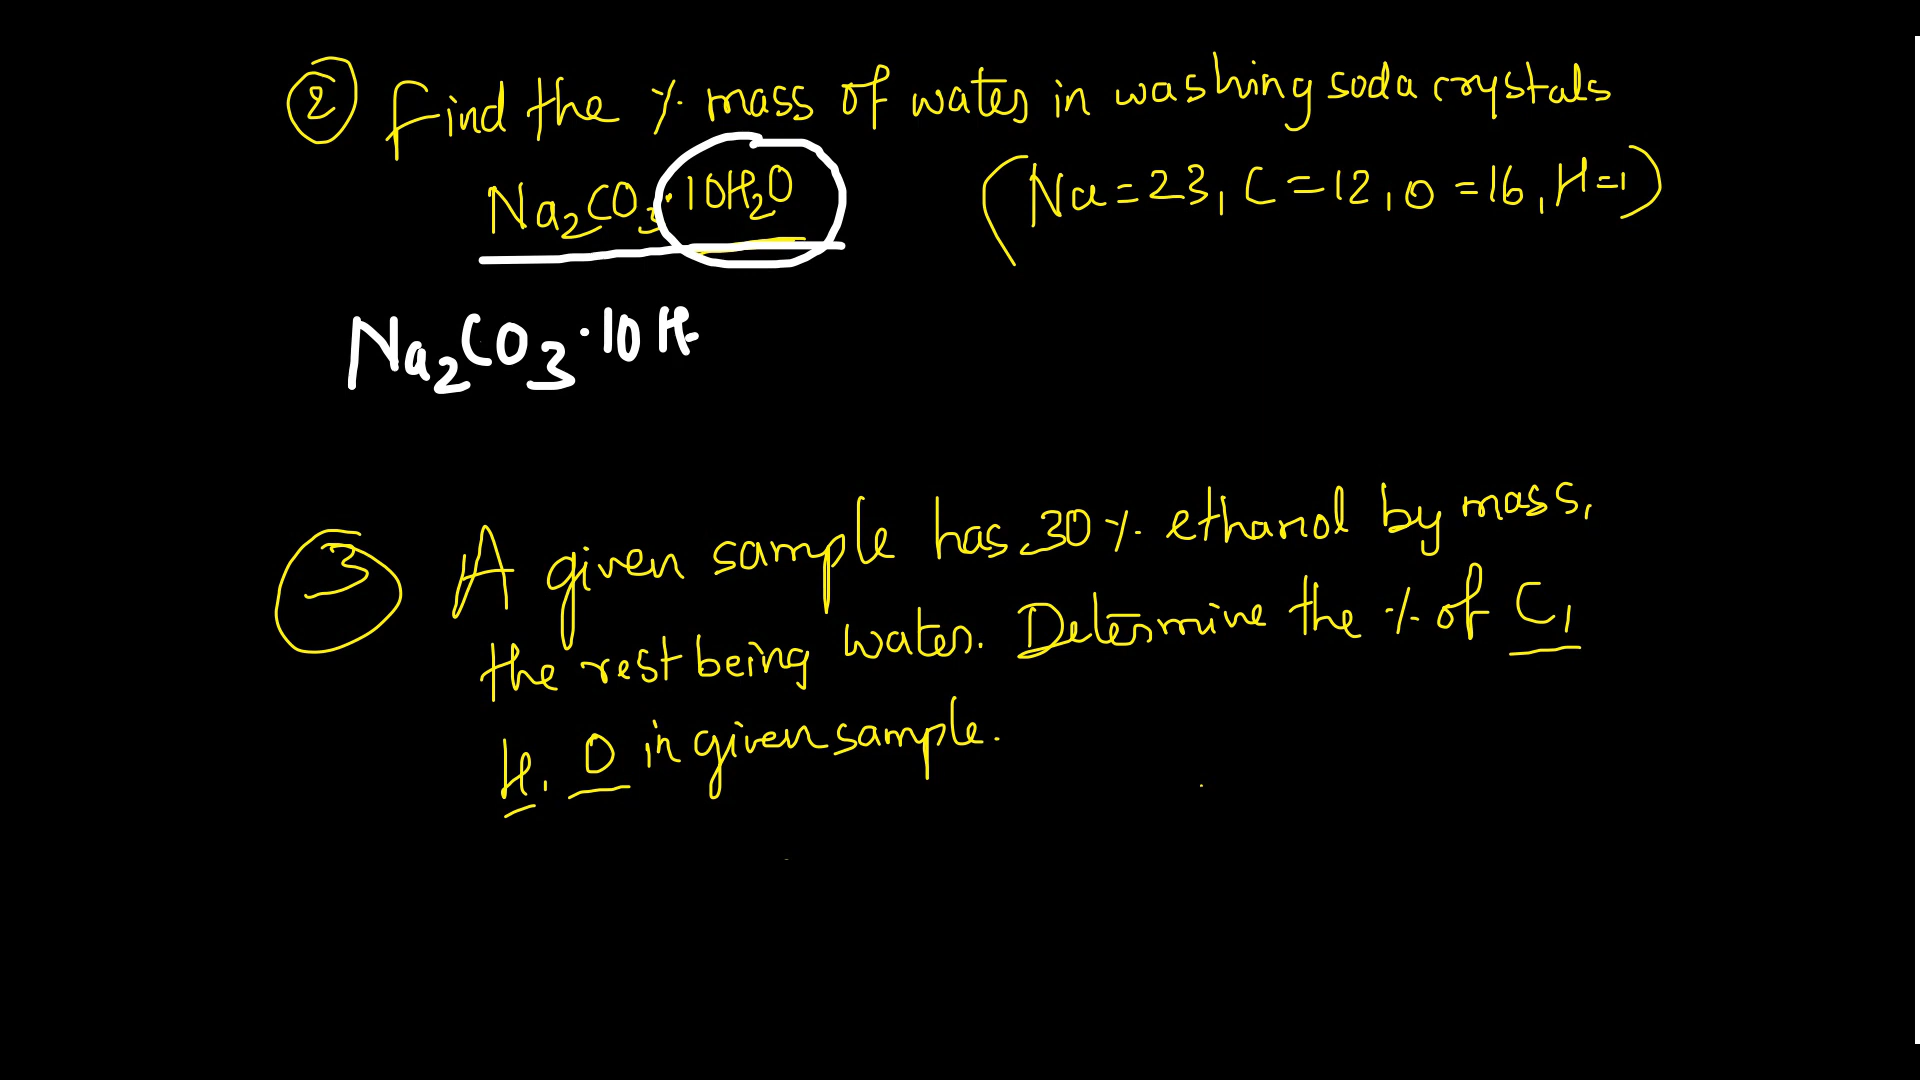 ② Find the % mass of water in washing soda crystals
Na₂CO₃·10H₂O (Na=23, C=12, O=16, H=1)
Na₂CO₃·10H
③ A given sample has 30% ethanol by mass,
the rest being water. Determine the % of C,
H, O in given sample.